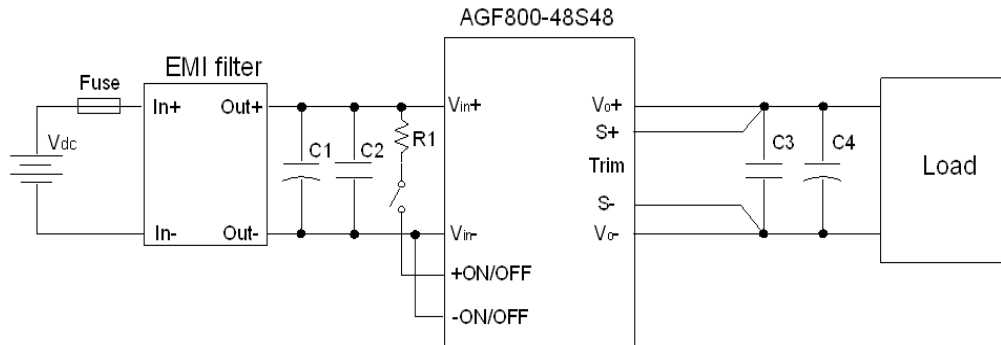 AGF800-48S48
EMI filter
Fuse
In+ Out+
Vin+
Vo+
S+
R1
Vdc
C1 C2
C3 C4
Trim
Load
S-
In- Out-
Vin-
Vo-
+ON/OFF
-ON/OFF